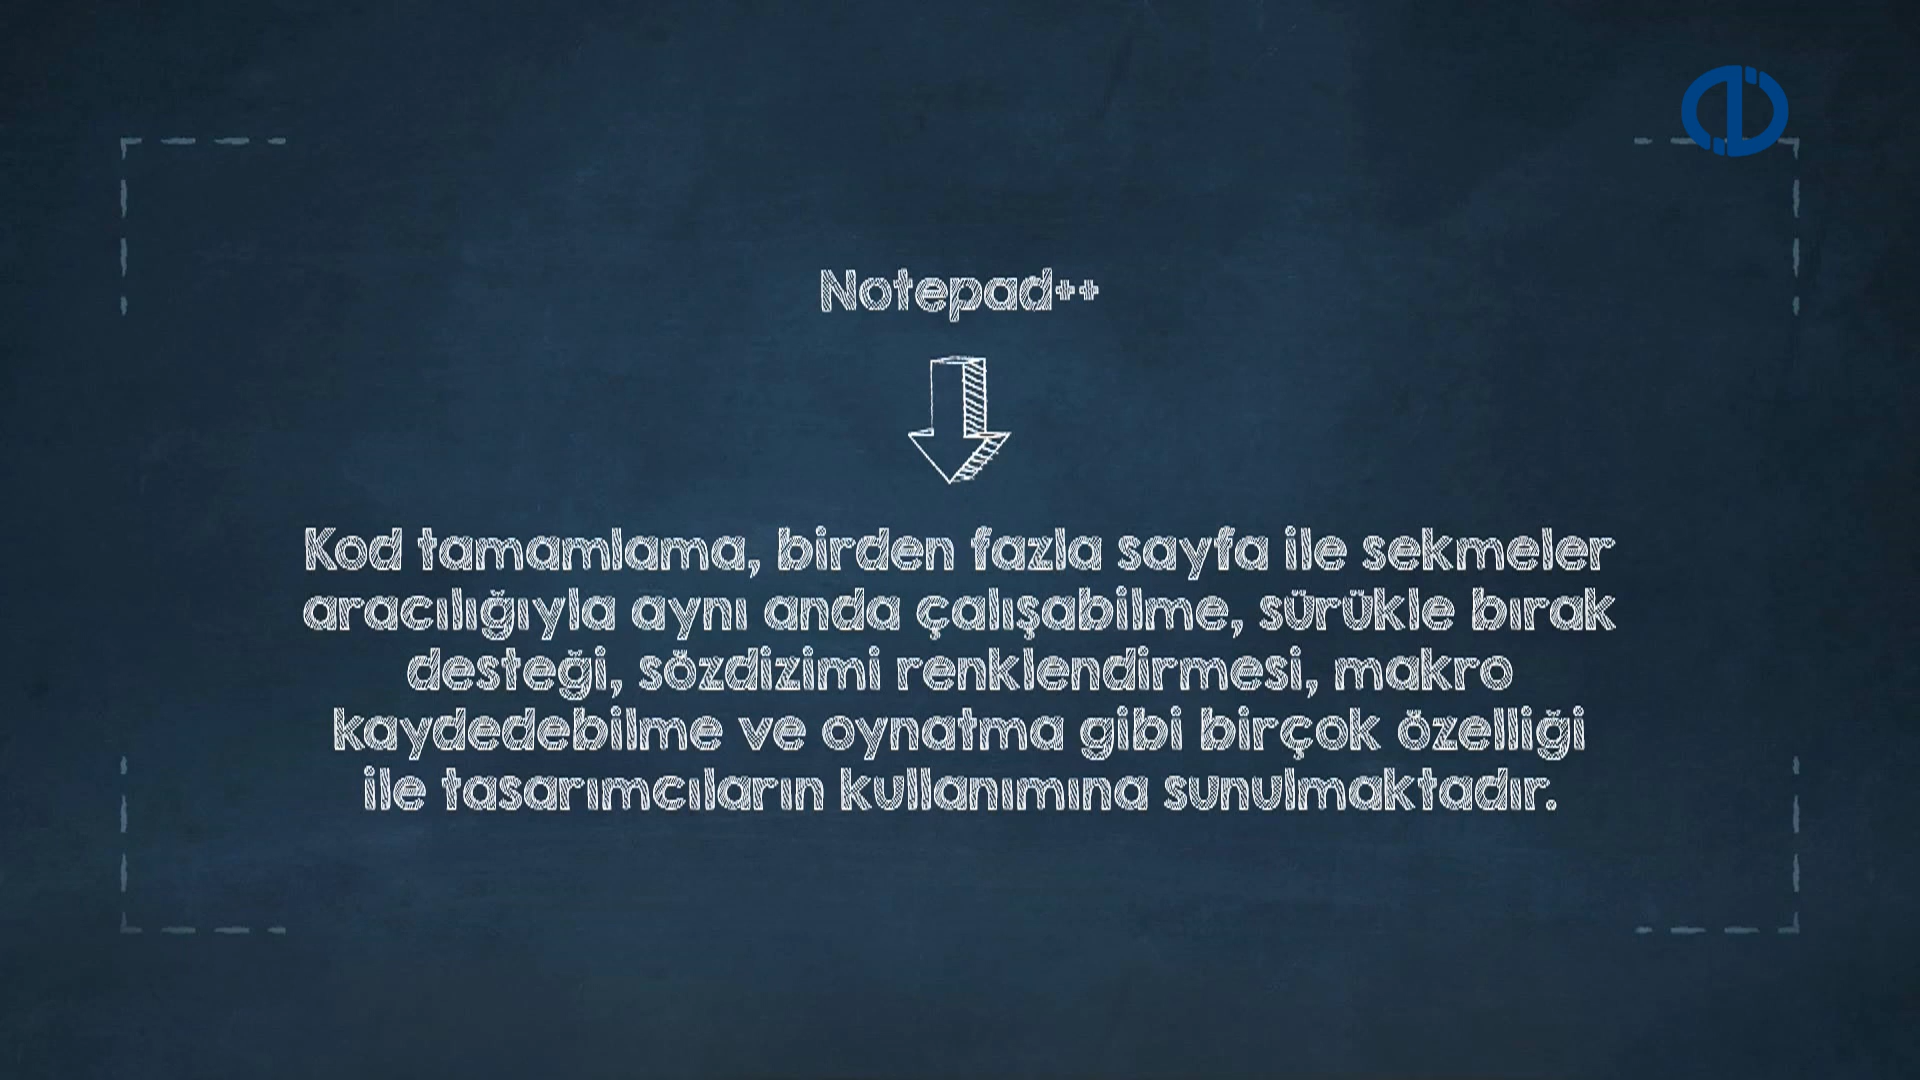 Notepad++
Kod tamamlama, birden fazla sayfa ile sekmeler
aracılığıyla aynı anda çalışabilme, sürükle bırak
desteği, sözdizimi renklendirmesi, makro
kaydedebilme ve oynatma gibi birçok özelliği
ile tasarımcıların kullanımına sunulmaktadır.